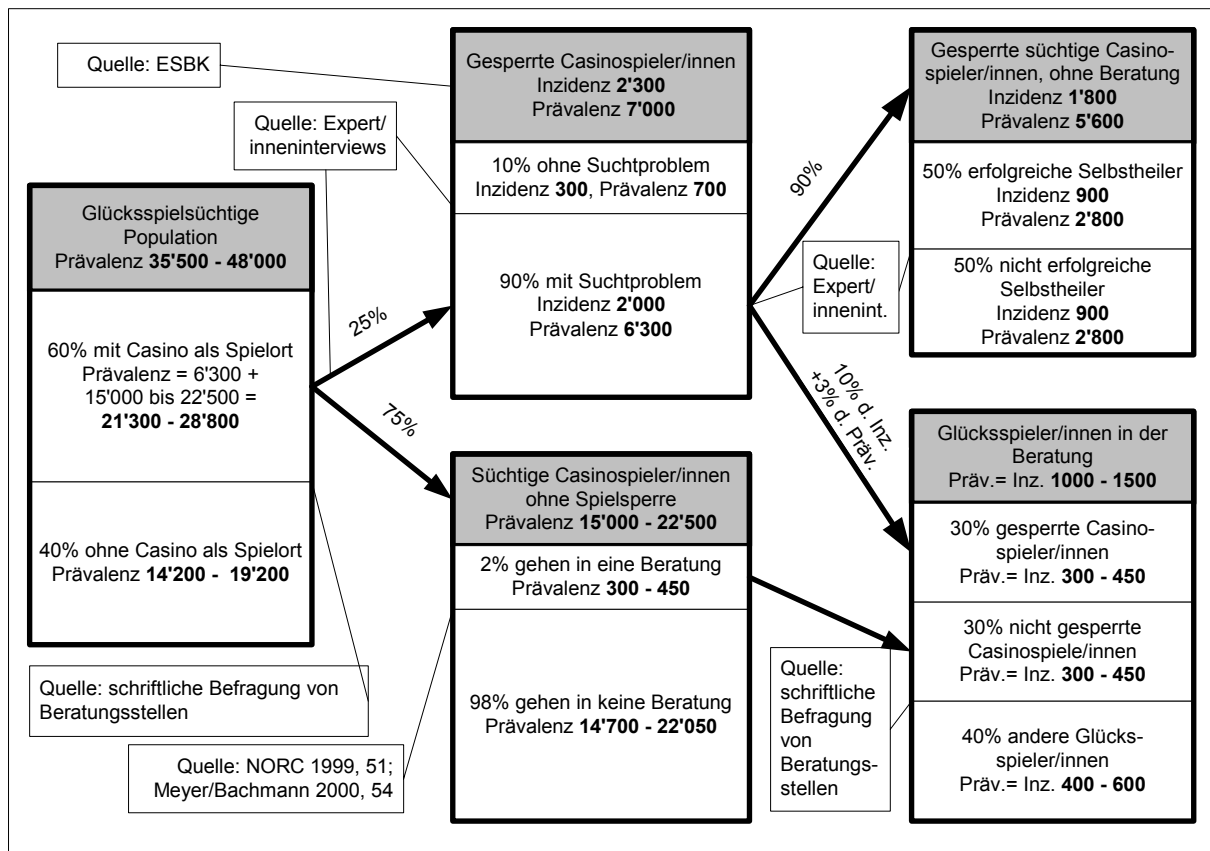 Quelle: ESBK
Quelle: Expert/
inneninterviews
Glücksspielsüchtige
Population
Prävalenz 35'500 - 48'000
60% mit Casino als Spielort
Prävalenz = 6'300 +
15'000 bis 22'500 =
21'300 - 28'800
40% ohne Casino als Spielort
Prävalenz 14'200 -  19'200
Quelle: schriftliche Befragung von
Beratungsstellen
Quelle: NORC 1999, 51;
Meyer/Bachmann 2000, 54
25%
75%
Gesperrte Casinospieler/innen
Inzidenz 2'300
Prävalenz 7'000
10% ohne Suchtproblem
Inzidenz 300, Prävalenz 700
90% mit Suchtproblem
Inzidenz 2'000
Prävalenz 6'300
Süchtige Casinospieler/innen
ohne Spielsperre
Prävalenz 15'000 - 22'500
2% gehen in eine Beratung
Prävalenz 300 - 450
98% gehen in keine Beratung
Prävalenz 14'700 - 22'050
90%
10% d. Inz.
+3% d. Präv.
Quelle:
Expert/
innenint.
Quelle:
schriftliche
Befragung
von
Beratungs-
stellen
Gesperrte süchtige Casino-
spieler/innen, ohne Beratung
Inzidenz 1'800
Prävalenz 5'600
50% erfolgreiche Selbstheiler
Inzidenz 900
Prävalenz 2'800
50% nicht erfolgreiche
Selbstheiler
Inzidenz 900
Prävalenz 2'800
Glücksspieler/innen in der
Beratung
Präv.= Inz. 1000 - 1500
30% gesperrte Casino-
spieler/innen
Präv.= Inz. 300 - 450
30% nicht gesperrte
Casinospiele/innen
Präv.= Inz. 300 - 450
40% andere Glücks-
spieler/innen
Präv.= Inz. 400 - 600